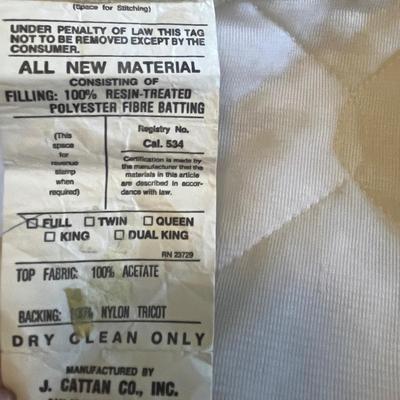 (Space for Stitching)
UNDER PENALTY OF LAW THIS TAG
NOT TO BE REMOVED EXCEPT BY THE
CONSUMER.
ALL NEW MATERIAL
CONSISTING OF
FILLING: 100% RESIN-TREATED
POLYESTER FIBRE BATTING
(This
space
for
revenue
stamp
when
required)
Registry No.
Cal. 534
Certification is made by
the manufacturer that the
materials in this article
are described in accor-
dance with law.
☑ FULL ☐ TWIN ☐ QUEEN
☐ KING ☐ DUAL KING
RN 23729
TOP FABRIC: 100% ACETATE
BACKING: 100% NYLON TRICOT
DRY CLEAN ONLY
MANUFACTURED BY
J. CATTAN CO., INC.